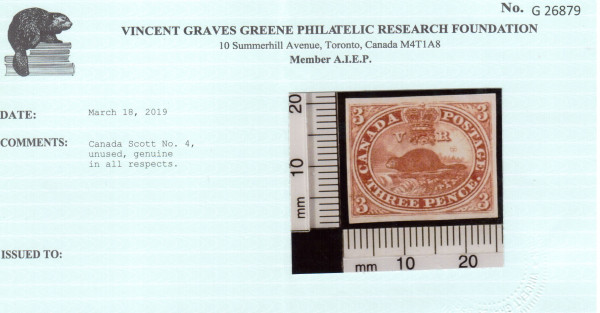 No. G 26879
VINCENT GRAVES GREENE PHILATELIC RESEARCH FOUNDATION
10 Summerhill Avenue, Toronto, Canada M4T1A8
Member A.I.E.P.
DATE: March 18, 2019
COMMENTS: Canada Scott No. 4,
unused, genuine
in all respects.
20
10
mm
3 3
CANADA POSTAGE
V R
THREE PENCE
3 3
mm 10 20
ISSUED TO: